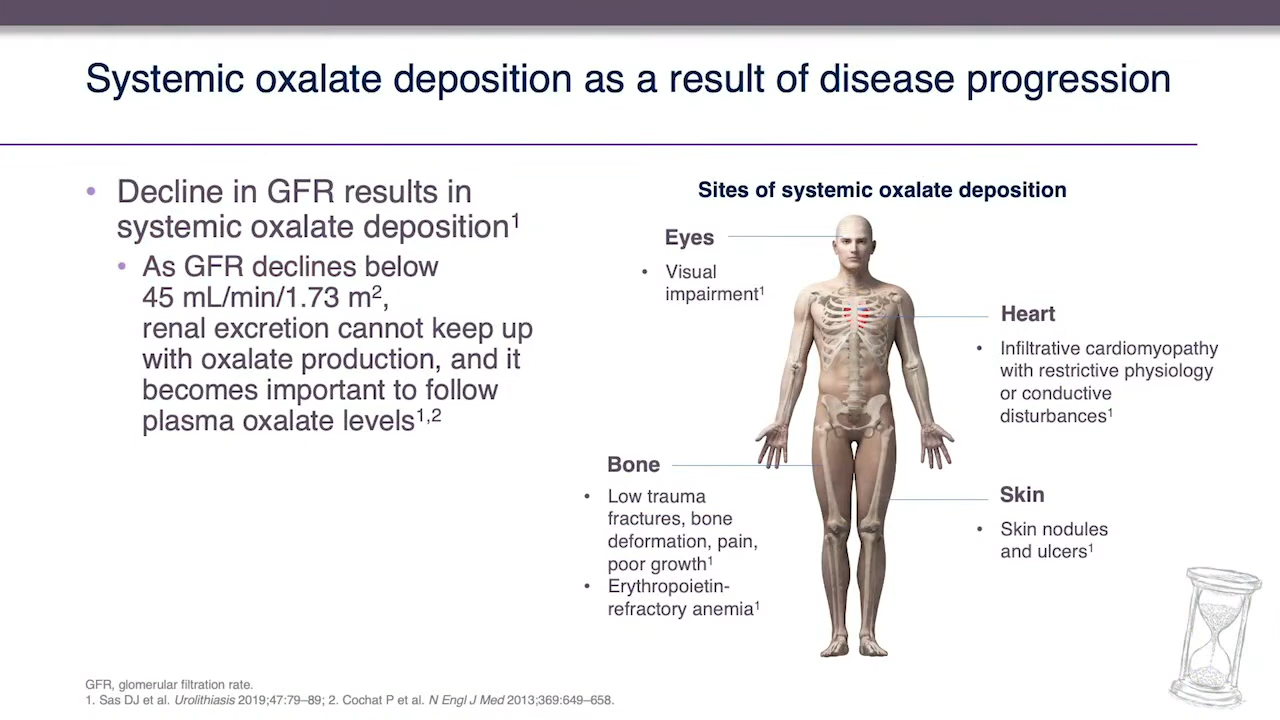 Systemic oxalate deposition as a result of disease progression
• Decline in GFR results in
systemic oxalate deposition¹
• As GFR declines below
45 mL/min/1.73 m²,
renal excretion cannot keep up
with oxalate production, and it
becomes important to follow
plasma oxalate levels¹,²
Sites of systemic oxalate deposition
Eyes
• Visual
impairment¹
Heart
• Infiltrative cardiomyopathy
with restrictive physiology
or conductive
disturbances¹
Bone
• Low trauma
fractures, bone
deformation, pain,
poor growth¹
• Erythropoietin-
refractory anemia¹
Skin
• Skin nodules
and ulcers¹
GFR, glomerular filtration rate.
1. Sas DJ et al. Urolithiasis 2019;47:79–89; 2. Cochat P et al. N Engl J Med 2013;369:649–658.